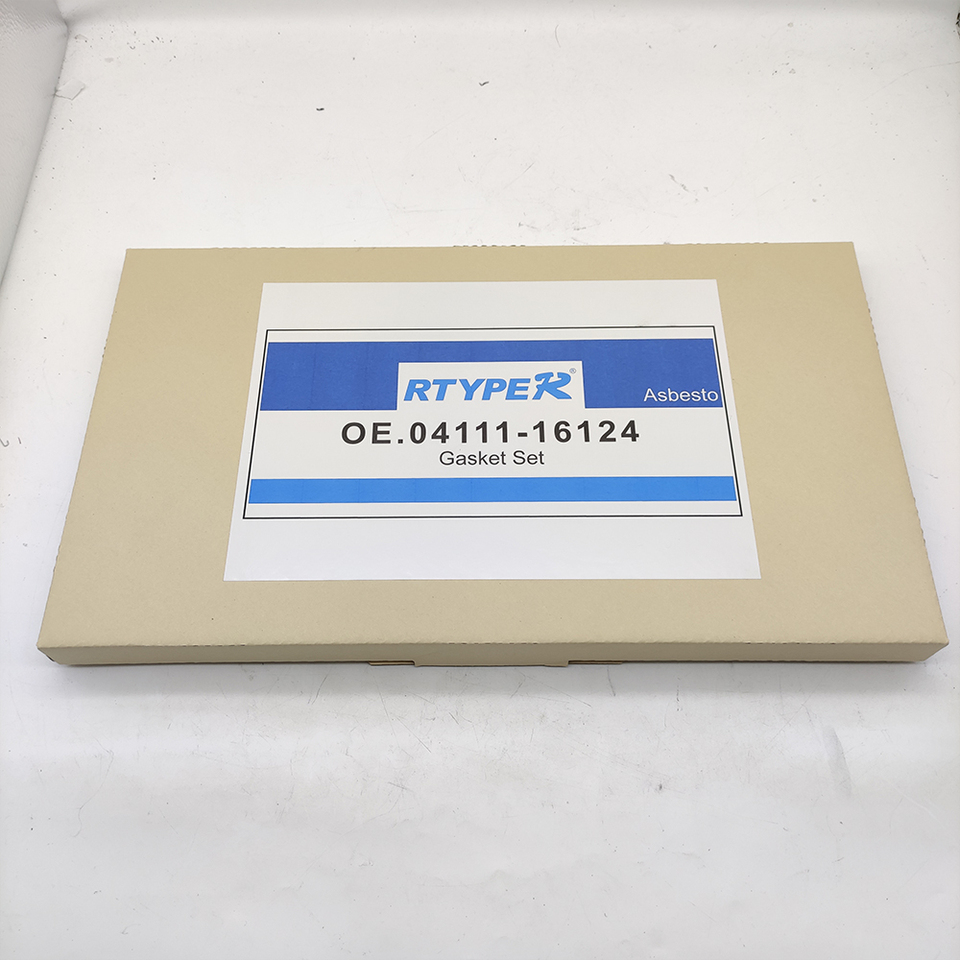 RTYPER®
Asbesto
OE.04111-16124
Gasket Set